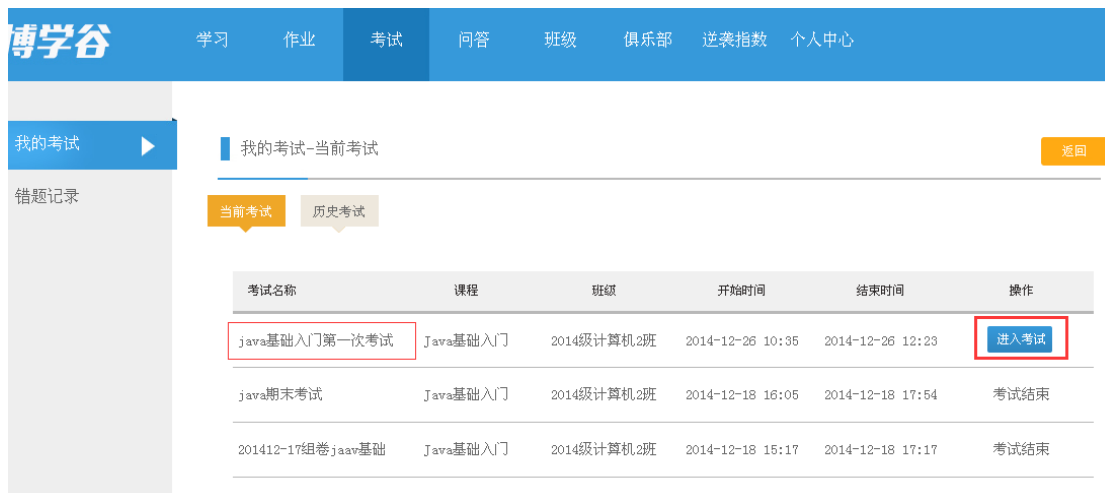 博学谷 学习 作业 考试 问答 班级 俱乐部 逆袭指数 个人中心
我的考试
错题记录
我的考试-当前考试 返回
当前考试 历史考试
考试名称 课程 班级 开始时间 结束时间 操作
java基础入门第一次考试 Java基础入门 2014级计算机2班 2014-12-26 10:35 2014-12-26 12:23 进入考试
java期末考试 Java基础入门 2014级计算机2班 2014-12-18 16:05 2014-12-18 17:54 考试结束
201412-17组卷jaav基础 Java基础入门 2014级计算机2班 2014-12-18 15:17 2014-12-18 17:17 考试结束